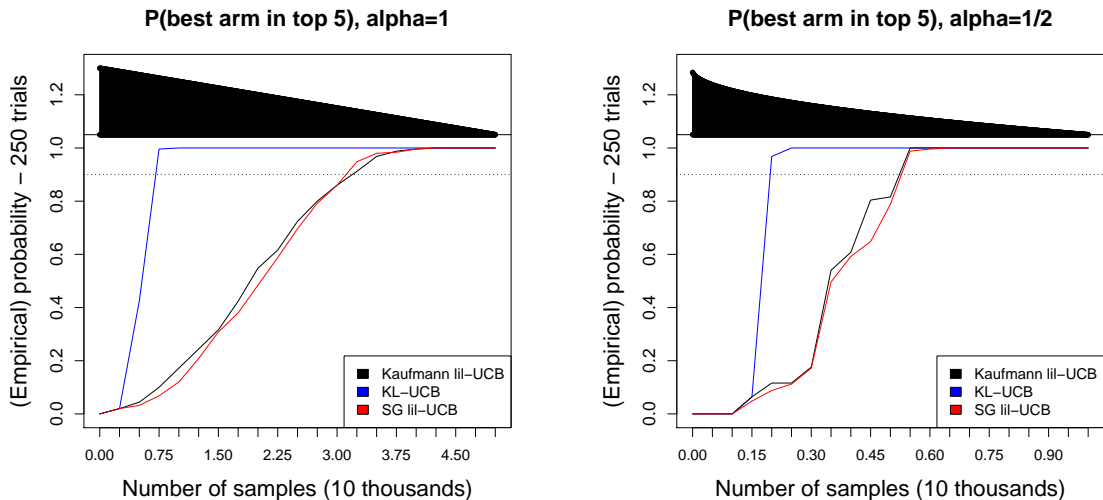 P(best arm in top 5), alpha=1
(Empirical) probability − 250 trials
0.0 0.2 0.4 0.6 0.8 1.0 1.2
Kaufmann lil−UCB
KL−UCB
SG lil−UCB
0.00 0.75 1.50 2.25 3.00 3.75 4.50
Number of samples (10 thousands)
P(best arm in top 5), alpha=1/2
(Empirical) probability − 250 trials
0.0 0.2 0.4 0.6 0.8 1.0 1.2
Kaufmann lil−UCB
KL−UCB
SG lil−UCB
0.00 0.15 0.30 0.45 0.60 0.75 0.90
Number of samples (10 thousands)